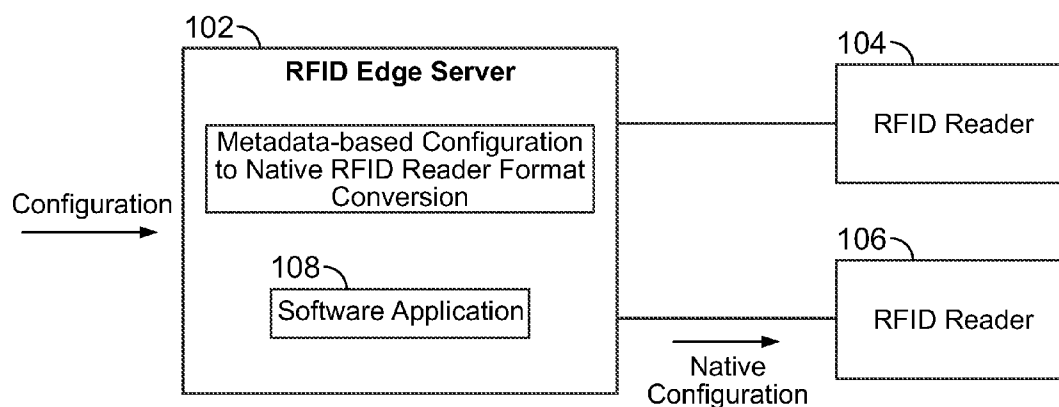 102
RFID Edge Server
Metadata-based Configuration
to Native RFID Reader Format
Conversion
108
Software Application
Configuration
104
RFID Reader
106
RFID Reader
Native
Configuration